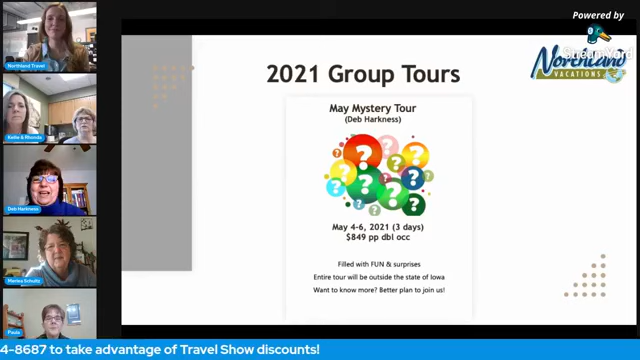 Powered by
StreamYard
Northland
VACATIONS
2021 Group Tours
May Mystery Tour
(Deb Harkness)
May 4-6, 2021 (3 days)
$849 pp dbl occ
Filled with FUN & surprises
Entire tour will be outside the state of Iowa
Want to know more? Better plan to join us!
Northland Travel
Katie & Rhonda
Deb Harkness
Marisa Schultz
Paula
4-8687 to take advantage of Travel Show discounts!